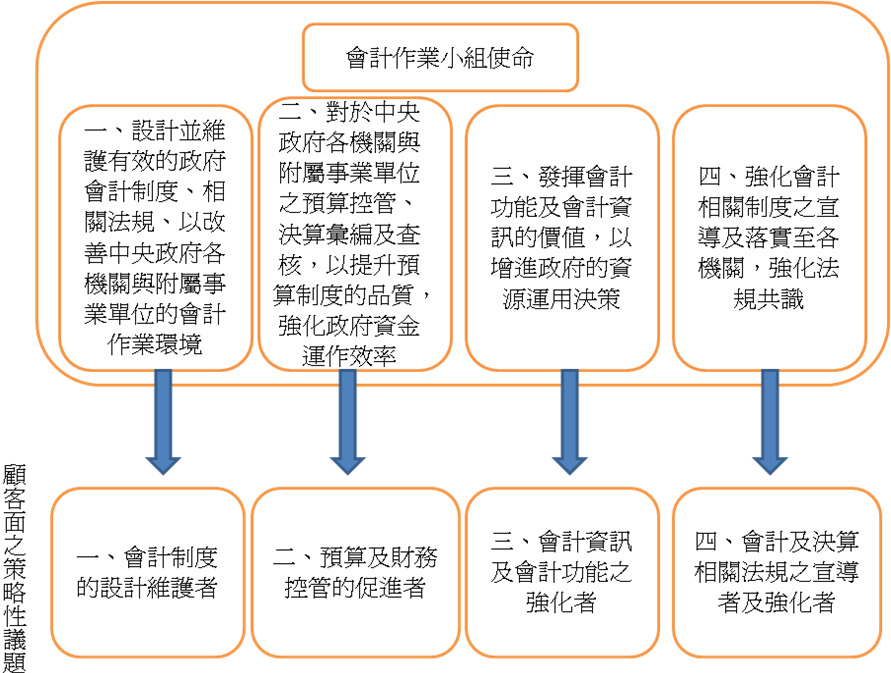 會計作業小組使命
一、設計並維
護有效的政府
會計制度、相
關法規、以改
善中央政府各
機關與附屬事
業單位的會計
作業環境
二、對於中央
政府各機關與
附屬事業單位
之預算控管、
決算彙編及查
核，以提升預
算制度的品質，
強化政府資金
運作效率
三、發揮會計
功能及會計資
訊的價值，以
增進政府的資
源運用決策
四、強化會計
相關制度之宣
導及落實至各
機關，強化法
規共識
顧客面之策略性議題
一、會計制度
的設計維護者
二、預算及財務
控管的促進者
三、會計資訊
及會計功能之
強化者
四、會計及決算
相關法規之宣導
者及強化者